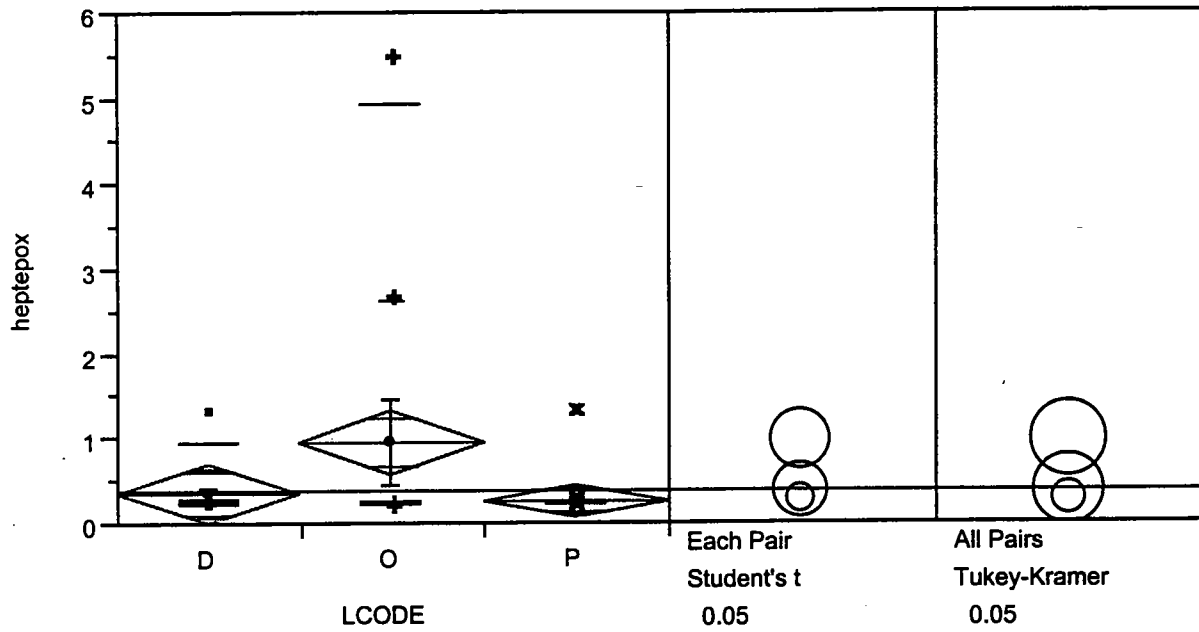 6
5
4
3
2
1
0
heptepox
D O P
LCODE
Each Pair
Student's t
0.05
All Pairs
Tukey-Kramer
0.05